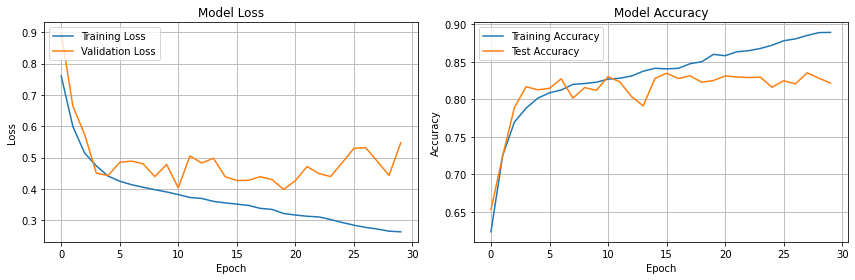 Model Loss
Training Loss
Validation Loss
0.9
0.8
0.7
0.6
0.5
0.4
0.3
Loss
0
5
10
15
20
25
30
Epoch
Model Accuracy
Training Accuracy
Test Accuracy
0.90
0.85
0.80
0.75
0.70
0.65
Accuracy
0
5
10
15
20
25
30
Epoch